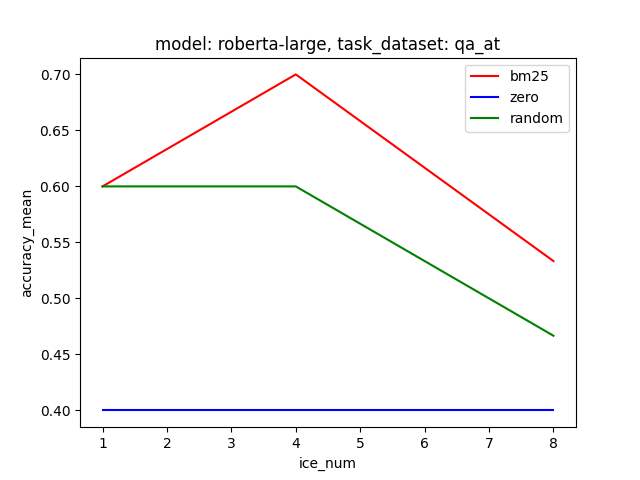 model: roberta-large, task_dataset: qa_at
bm25
zero
random
accuracy_mean
0.70
0.65
0.60
0.55
0.50
0.45
0.40
1 2 3 4 5 6 7 8
ice_num